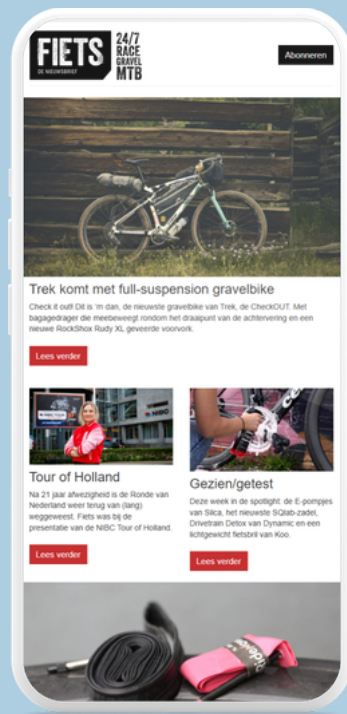 FIETS
DE NIEUWSBRIEF
24/7
RACE
GRAVEL
MTB
Abonneren
Trek komt met full-suspension gravelbike
Check it out! Dit is 'm dan, de nieuwste gravelbike van Trek, de CheckOUT. Met
bagagedrager die meebeweegt rondom het draaipunt van de achtervering en een
nieuwe RockShox Rudy XL geveerde voorvork.
Lees verder
NIBC TOUR
NIBC
Tour of Holland
Na 21 jaar afwezigheid is de Ronde van
Nederland weer terug van (lang)
weggeweest. Fiets was bij de
presentatie van de NIBC Tour of Holland.
Lees verder
Gezien/getest
Deze week in de spotlight: de E-pompjes
van Silca, het nieuwste SQlab-zadel,
Drivetrain Detox van Dynamic en een
lichtgewicht fietsbril van Koo.
Lees verder